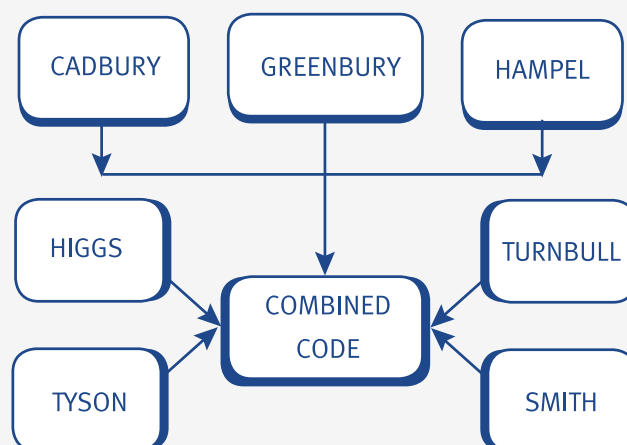 CADBURY
GREENBURY
HAMPEL
HIGGS
TURNBULL
COMBINED
CODE
TYSON
SMITH